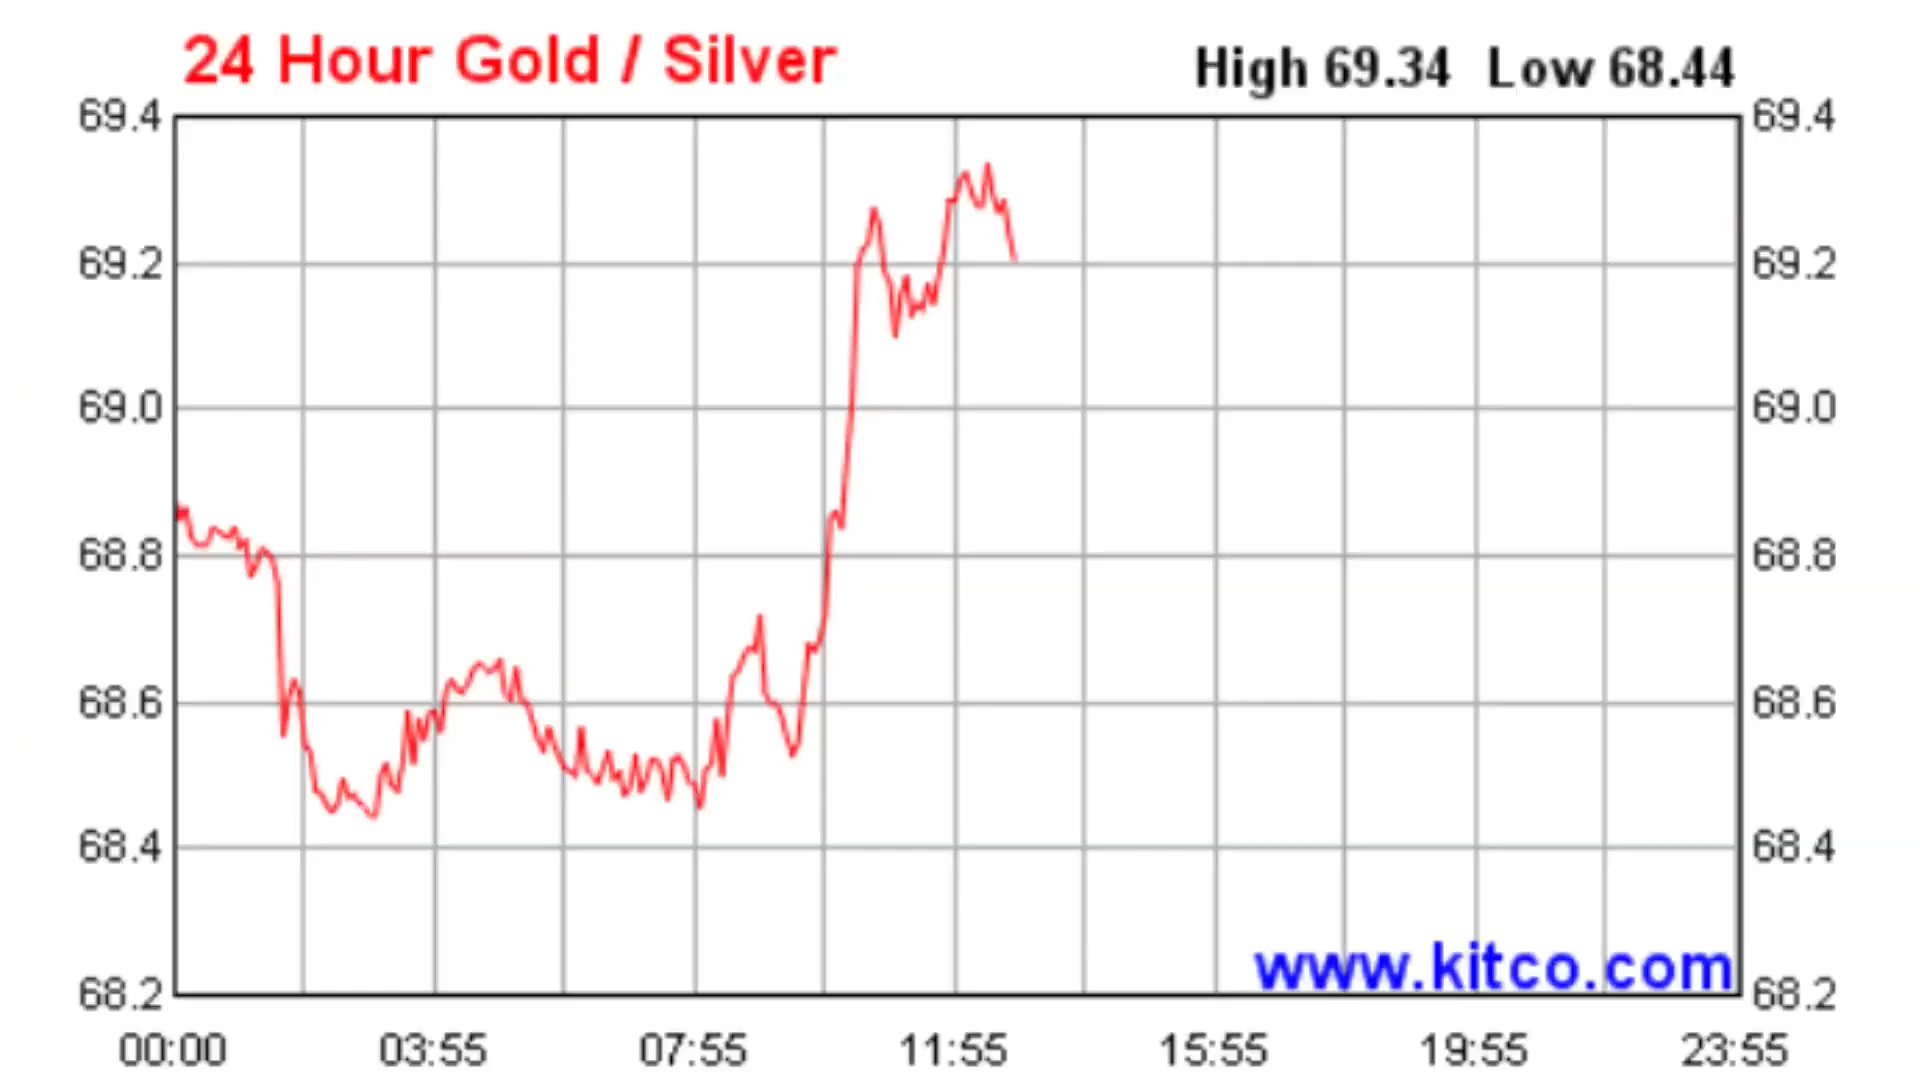 24 Hour Gold / Silver High 69.34 Low 68.44
69.4 69.4
69.2 69.2
69.0 69.0
68.8 68.8
68.6 68.6
68.4 68.4
www.kitco.com
68.2 68.2
00:00 03:55 07:55 11:55 15:55 19:55 23:55